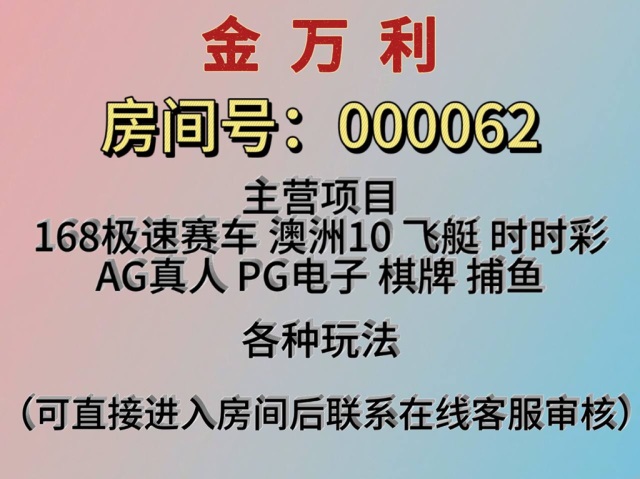 金万利
房间号：000062
主营项目
168极速赛车 澳洲10 飞艇 时时彩
AG真人 PG电子 棋牌 捕鱼
各种玩法
（可直接进入房间后联系在线客服审核）